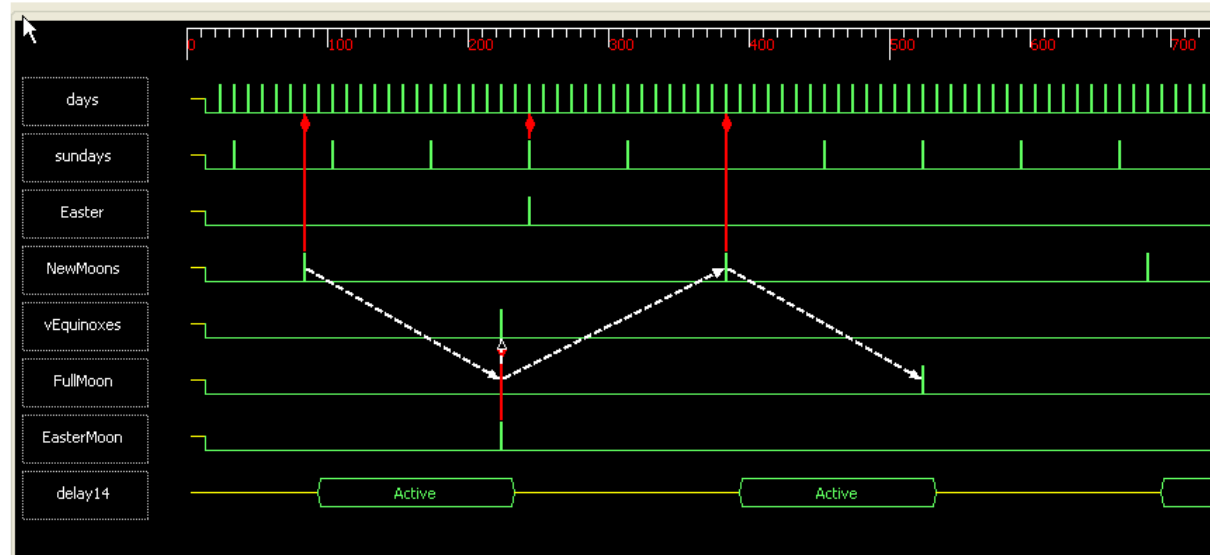 0 100 200 300 400 500 600 700
days
sundays
Easter
NewMoons
vEquinoxes
FullMoon
EasterMoon
delay14 Active Active